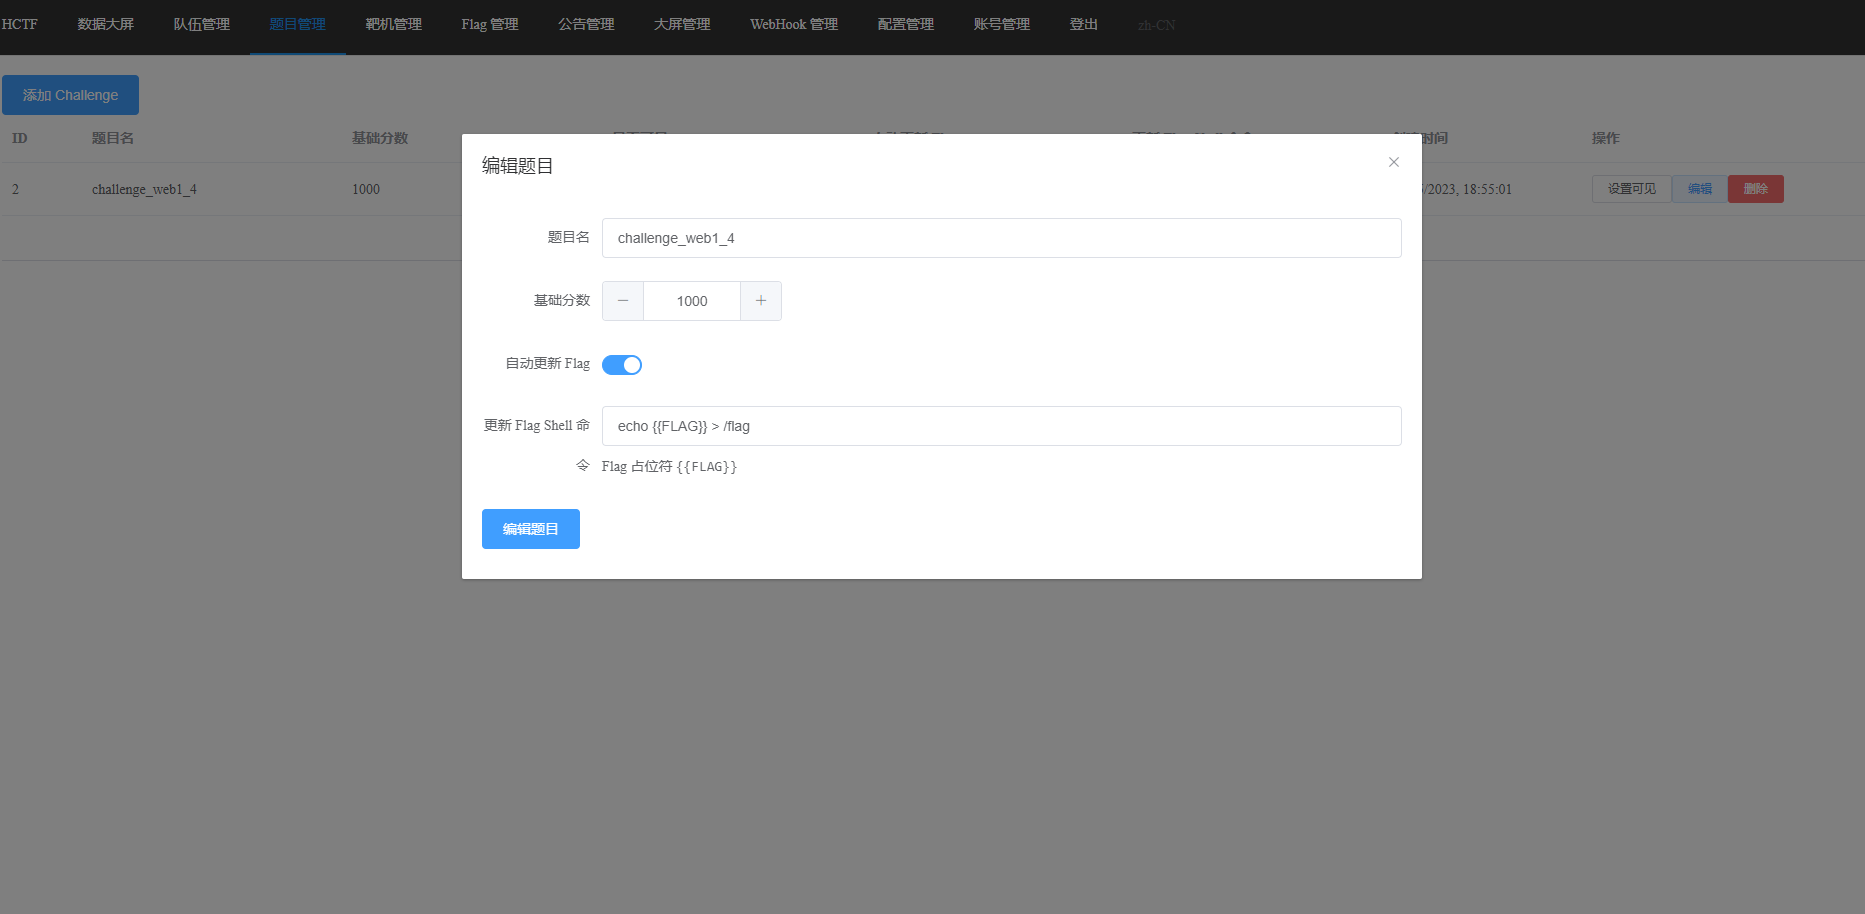 HCTF 数据大屏 队伍管理 题目管理 靶机管理 Flag 管理 公告管理 大屏管理 WebHook 管理 配置管理 账号管理 登出 zh-CN
添加 Challenge
ID 题目名 基础分数 时间 操作
2 challenge_web1_4 1000 /2023, 18:55:01 设置可见 编辑 删除
编辑题目
题目名 challenge_web1_4
基础分数 1000
自动更新 Flag
更新 Flag Shell 命 echo {{FLAG}} > /flag
令 Flag 占位符 {{FLAG}}
编辑题目